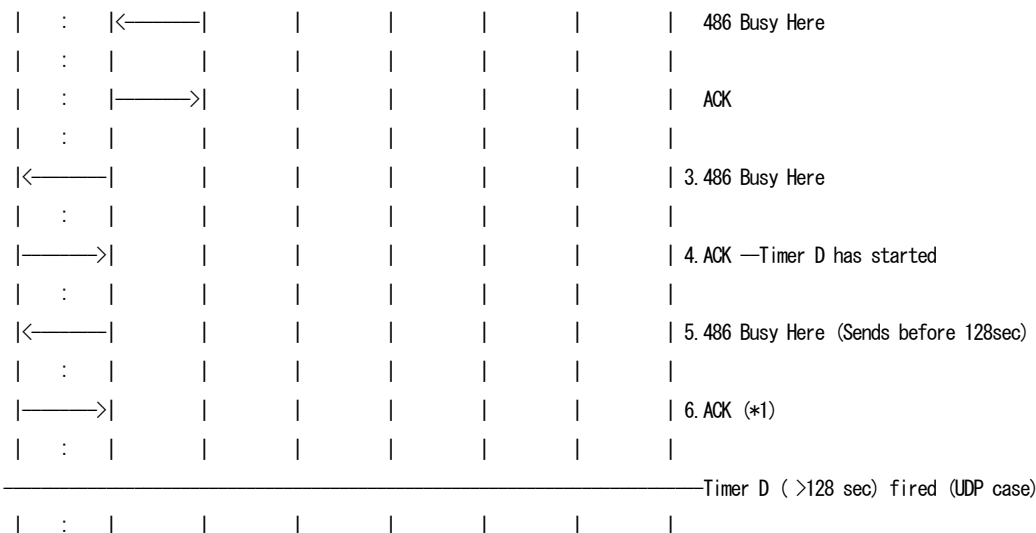 |   :   |<-------|   |   |   |   |   | 486 Busy Here
|   :   |   |   |   |   |   |   |
|   :   |------->|   |   |   |   |   | ACK
|   :   |   |   |   |   |   |   |
|<-------|   |   |   |   |   |   | 3.486 Busy Here
|   :   |   |   |   |   |   |   |
|------->|   |   |   |   |   |   | 4.ACK --Timer D has started
|   :   |   |   |   |   |   |   |
|<-------|   |   |   |   |   |   | 5.486 Busy Here (Sends before 128sec)
|   :   |   |   |   |   |   |   |
|------->|   |   |   |   |   |   | 6.ACK (*1)
|   :   |   |   |   |   |   |   |
------------------------------------------------------------Timer D ( >128 sec) fired (UDP case)
|   :   |   |   |   |   |   |   |